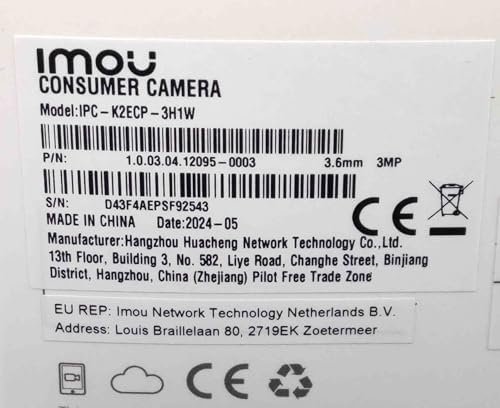 imou
CONSUMER CAMERA
Model:IPC-K2ECP-3H1W
P/N: 1.0.03.04.12095-0003 3.6mm 3MP
S/N: D43F4AEPSF92543
MADE IN CHINA Date:2024-05
CE
Manufacturer:Hangzhou Huacheng Network Technology Co.,Ltd.
13th Floor, Building 3, No. 582, Liye Road, Changhe Street, Binjiang
District, Hangzhou, China (Zhejiang) Pilot Free Trade Zone
EU REP: Imou Network Technology Netherlands B.V.
Address: Louis Braillelaan 80, 2719EK Zoetermeer
CE